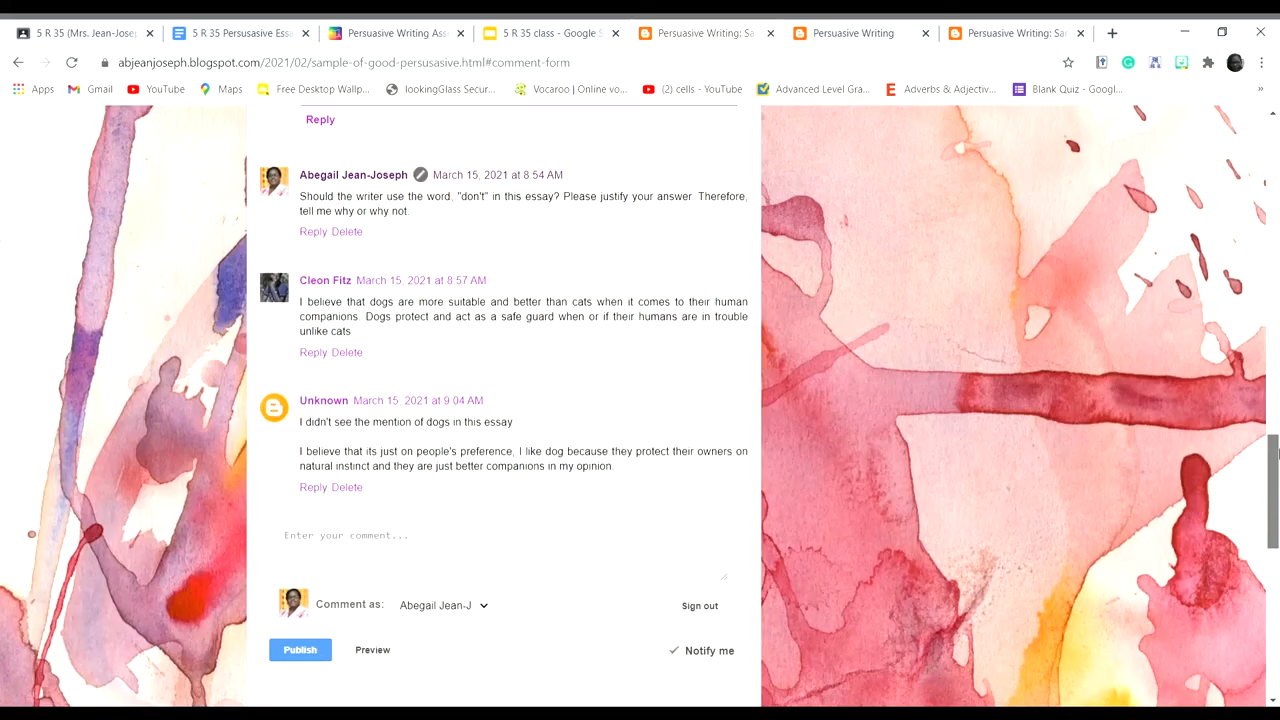 5 R 35 (Mrs. Jean-Jose
5 R 35 Persusasive Essa
Persuasive Writing Ass
5 R 35 class - Google S
Persuasive Writing: Sa
Persuasive Writing
Persuasive Writing: Sa
abjeanjoseph.blogspot.com/2021/02/sample-of-good-persusasive.html#comment-form
Apps
Gmail
YouTube
Maps
Free Deskto Wallp...
lookingGlass Secur...
Vocaroo | Online vo...
(2) cells - YouTube
Advanced Level Gra...
Adverbs & Adjectiv...
Blank Quiz - Googl...
»
Reply
Abegail Jean-Joseph March 15, 2021 at 8:54 AM
Should the writer use the word, "don't" in this essay? Please justify your answer. Therefore,
tell me why or why not.
Reply Delete
Cleon Fitz March 15, 2021 at 8:57 AM
I believe that dogs are more suitable and better than cats when it comes to their human
companions. Dogs protect and act as a safe guard when or if their humans are in trouble
unlike cats
Reply Delete
Unknown March 15, 2021 at 9:04 AM
I didn't see the mention of dogs in this essay
I believe that its just on people's preference, I like dog because they protect their owners on
natural instinct and they are just better companions in my opinion.
Reply Delete
Enter your comment...
Comment as: Abegail Jean-J
Sign out
Publish
Preview
Notify me